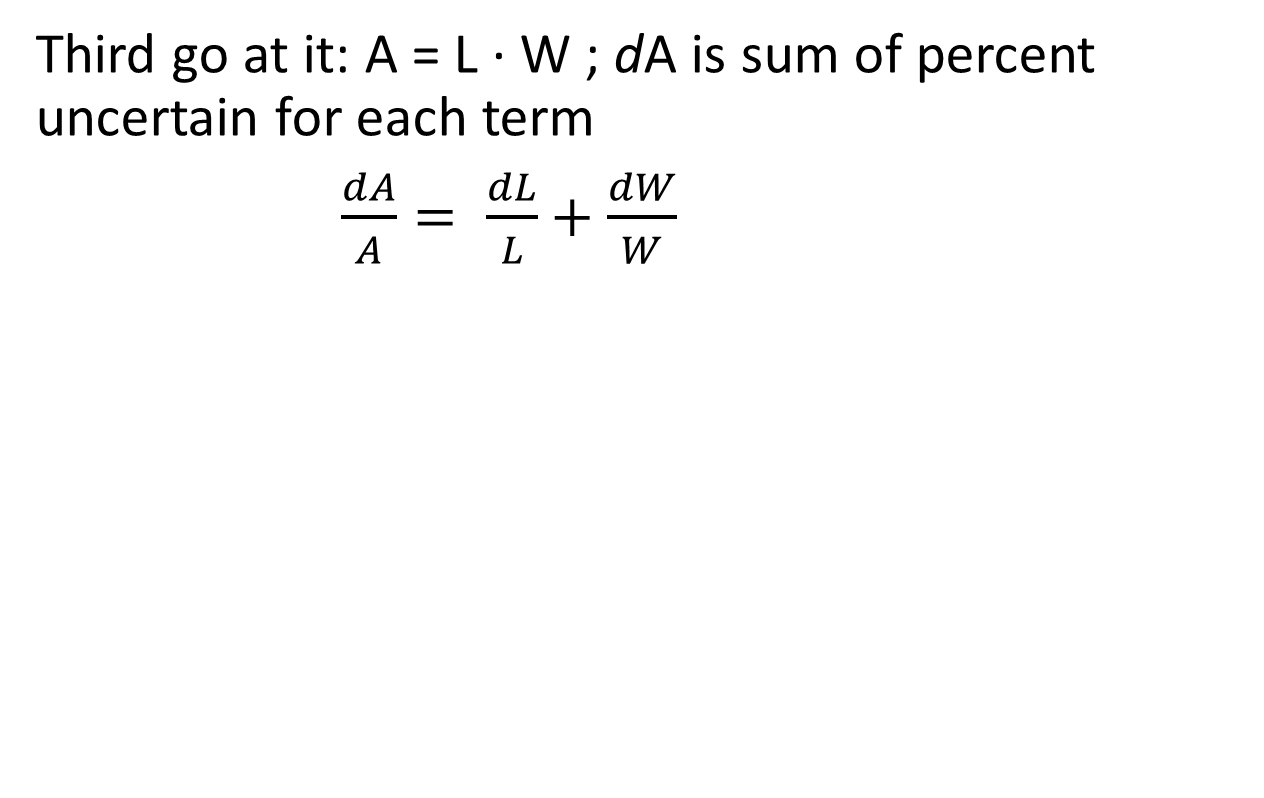 Third go at it: A = L · W ; dA is sum of percent
uncertain for each term
dA/A = dL/L + dW/W